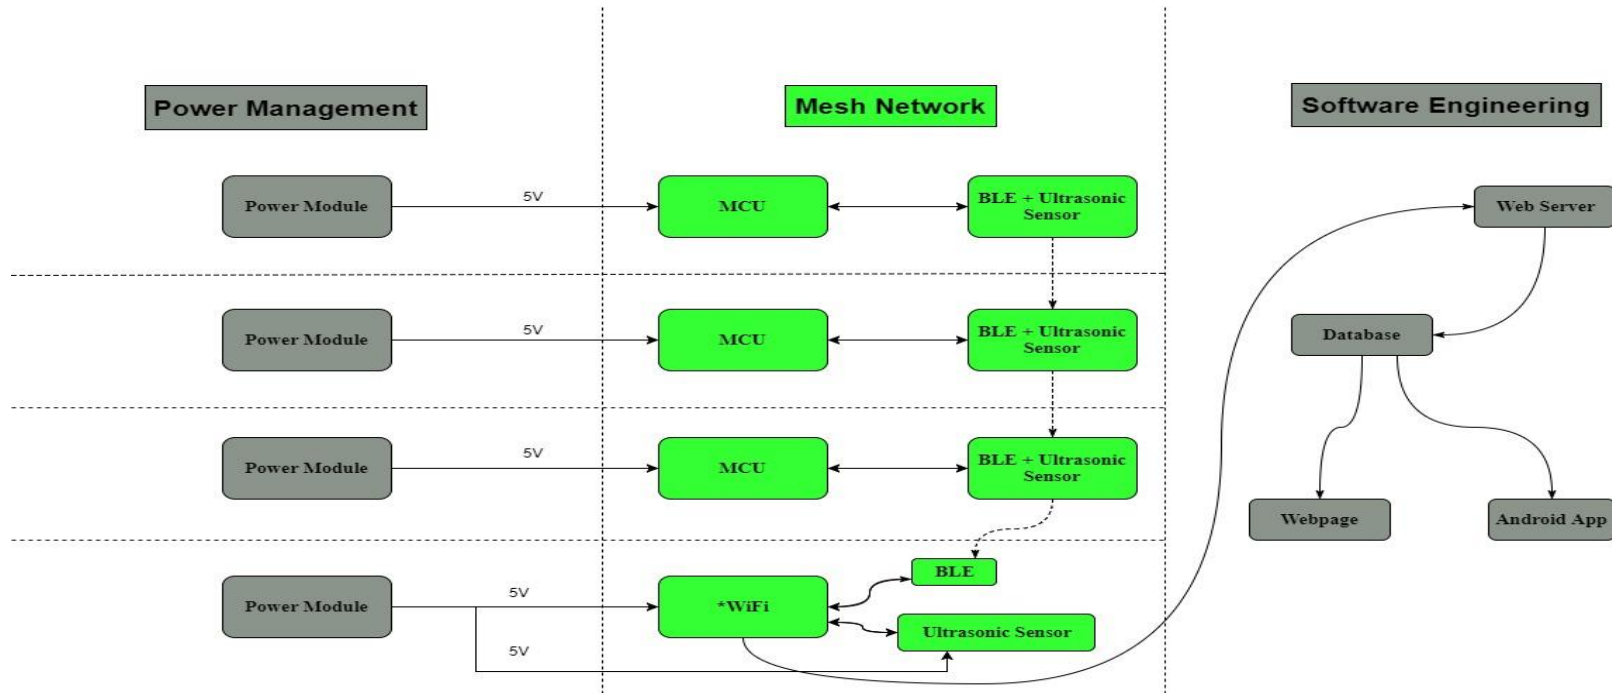 Power Management
Mesh Network
Software Engineering
Power Module
5V
MCU
BLE + Ultrasonic
Sensor
Web Server
Power Module
5V
MCU
BLE + Ultrasonic
Sensor
Database
Power Module
5V
MCU
BLE + Ultrasonic
Sensor
Webpage
Android App
BLE
Power Module
5V
*WiFi
Ultrasonic Sensor
5V